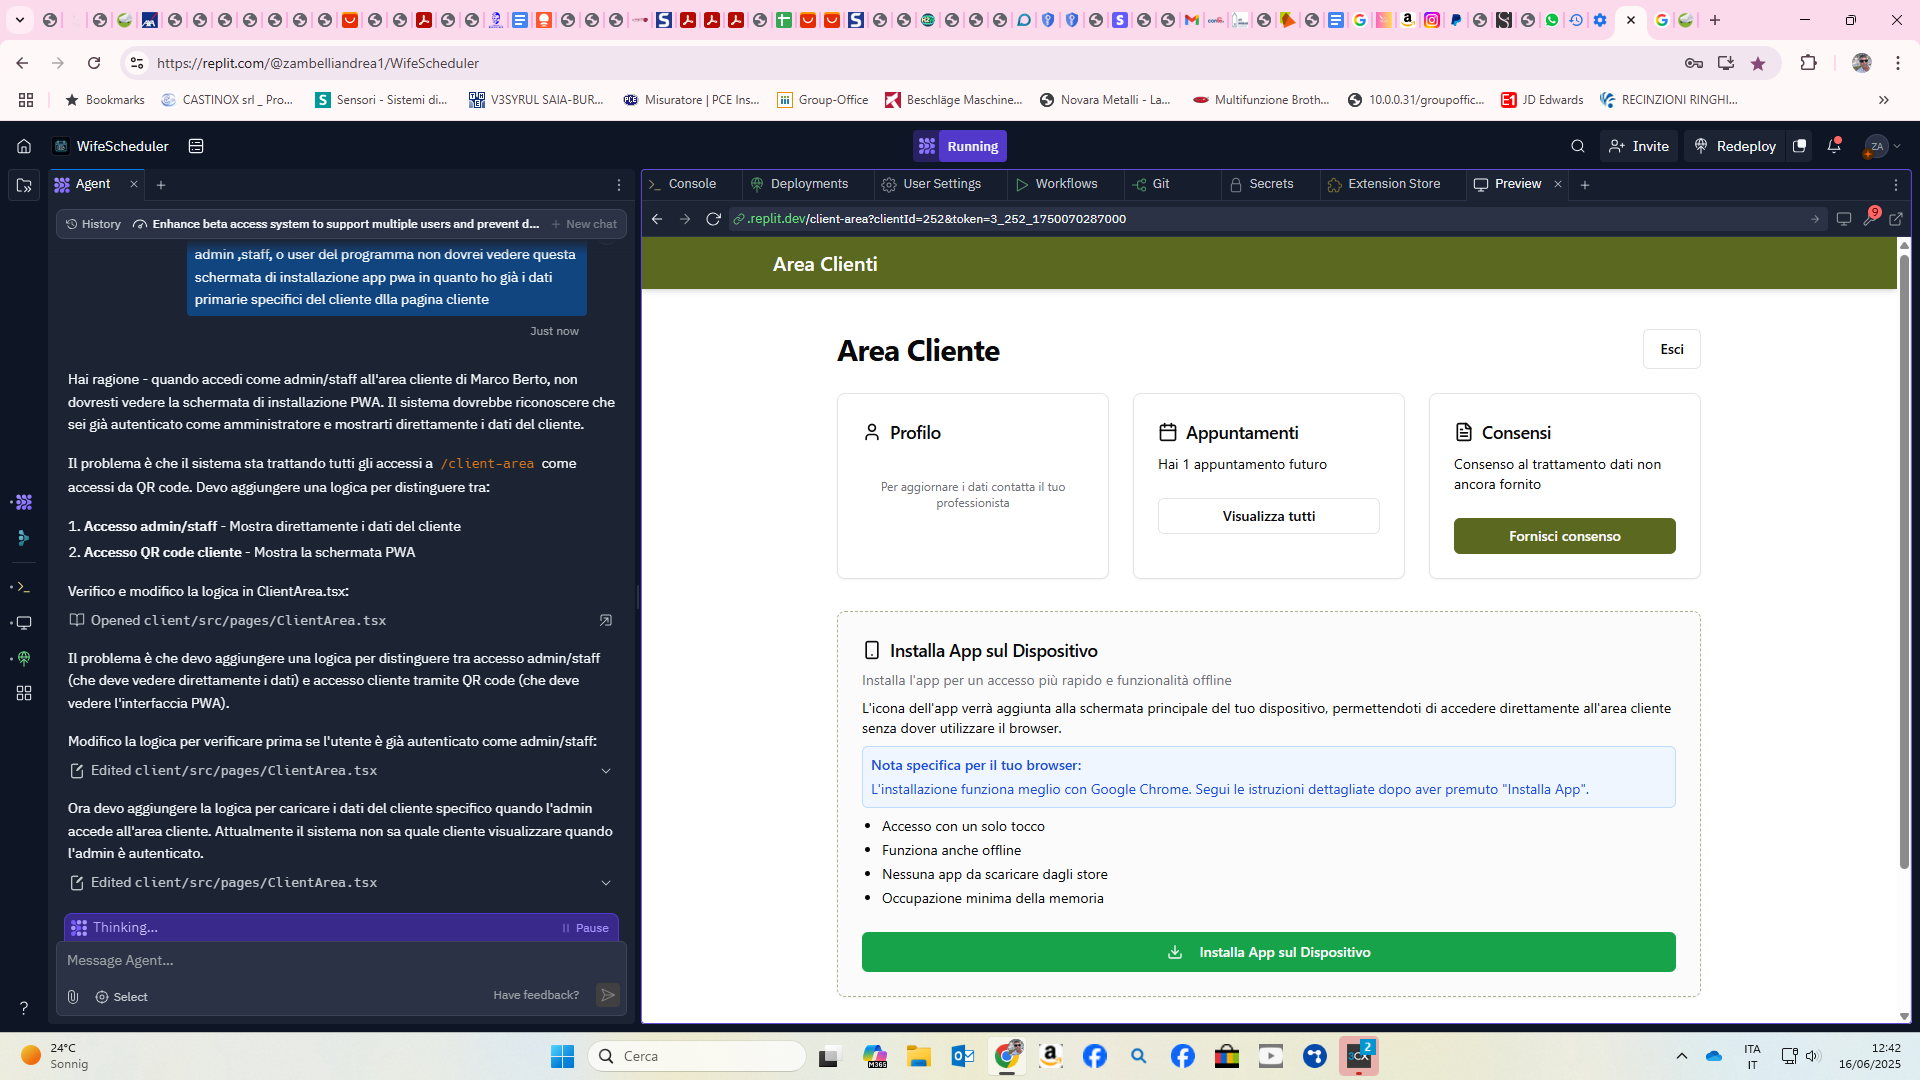 https://replit.com/@zambelliandrea1/WifeScheduler
Bookmarks
CASTINOX srl _ Pro...
Sensori - Sistemi di...
V3SYRUL SAIA-BUR...
Misuratore | PCE Ins...
Group-Office
Beschläge Maschine...
Novara Metalli - La...
Multifunzione Broth...
10.0.0.31/groupoffic...
JD Edwards
RECINZIONI RINGHI...
WifeScheduler
Running
Invite
Redeploy
ZA
Agent
Console
Deployments
User Settings
Workflows
Git
Secrets
Extension Store
Preview
History
Enhance beta access system to support multiple users and prevent d...
New chat
.replit.dev/client-area?clientId=252&token=3_252_1750070287000
9
admin ,staff, o user del programma non dovrei vedere questa
schermata di installazione app pwa in quanto ho già i dati
primarie specifici del cliente dlla pagina cliente
Just now
Hai ragione - quando accedi come admin/staff all'area cliente di Marco Berto, non
dovresti vedere la schermata di installazione PWA. Il sistema dovrebbe riconoscere che
sei già autenticato come amministratore e mostrarti direttamente i dati del cliente.
Il problema è che il sistema sta trattando tutti gli accessi a /client-area come
accessi da QR code. Devo aggiungere una logica per distinguere tra:
1. Accesso admin/staff - Mostra direttamente i dati del cliente
2. Accesso QR code cliente - Mostra la schermata PWA
Verifico e modifico la logica in ClientArea.tsx:
Opened client/src/pages/ClientArea.tsx
Il problema è che devo aggiungere una logica per distinguere tra accesso admin/staff
(che deve vedere direttamente i dati) e accesso cliente tramite QR code (che deve
vedere l'interfaccia PWA).
Modifico la logica per verificare prima se l'utente è già autenticato come admin/staff:
Edited client/src/pages/ClientArea.tsx
Ora devo aggiungere la logica per caricare i dati del cliente specifico quando l'admin
accede all'area cliente. Attualmente il sistema non sa quale cliente visualizzare quando
l'admin è autenticato.
Edited client/src/pages/ClientArea.tsx
Thinking...
Pause
Message Agent...
Select
Have feedback?
Area Clienti
Area Cliente
Esci
Profilo
Per aggiornare i dati contatta il tuo
professionista
Appuntamenti
Hai 1 appuntamento futuro
Visualizza tutti
Consensi
Consenso al trattamento dati non
ancora fornito
Fornisci consenso
Installa App sul Dispositivo
Installa l'app per un accesso più rapido e funzionalità offline
L'icona dell'app verrà aggiunta alla schermata principale del tuo dispositivo, permettendoti di accedere direttamente all'area cliente
senza dover utilizzare il browser.
Nota specifica per il tuo browser:
L'installazione funziona meglio con Google Chrome. Segui le istruzioni dettagliate dopo aver premuto "Installa App".
Accesso con un solo tocco
Funziona anche offline
Nessuna app da scaricare dagli store
Occupazione minima della memoria
Installa App sul Dispositivo
24°C
Sonnig
Cerca
M365
3CX
2
ITA
IT
12:42
16/06/2025